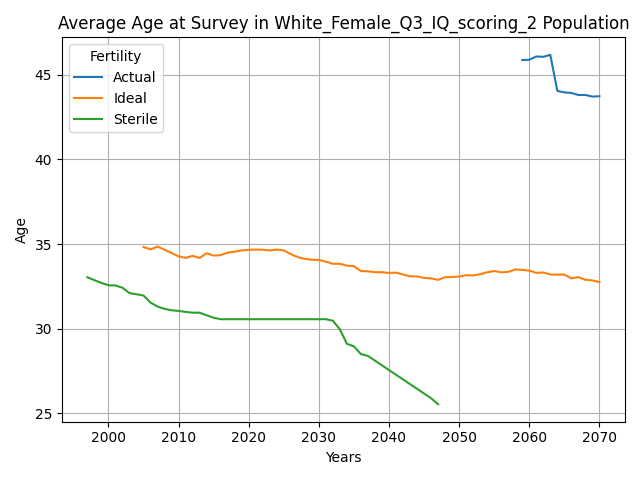 Average Age at Survey in White_Female_Q3_IQ_scoring_2 Population
Fertility
Actual
Ideal
Sterile
45
40
35
30
25
Age
2000 2010 2020 2030 2040 2050 2060 2070
Years